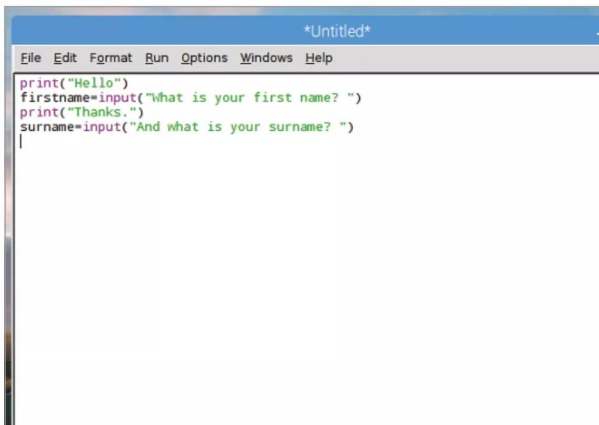 *Untitled*
File Edit Format Run Options Windows Help
print("Hello")
firstname=input("What is your first name? ")
print("Thanks.")
surname=input("And what is your surname? ")